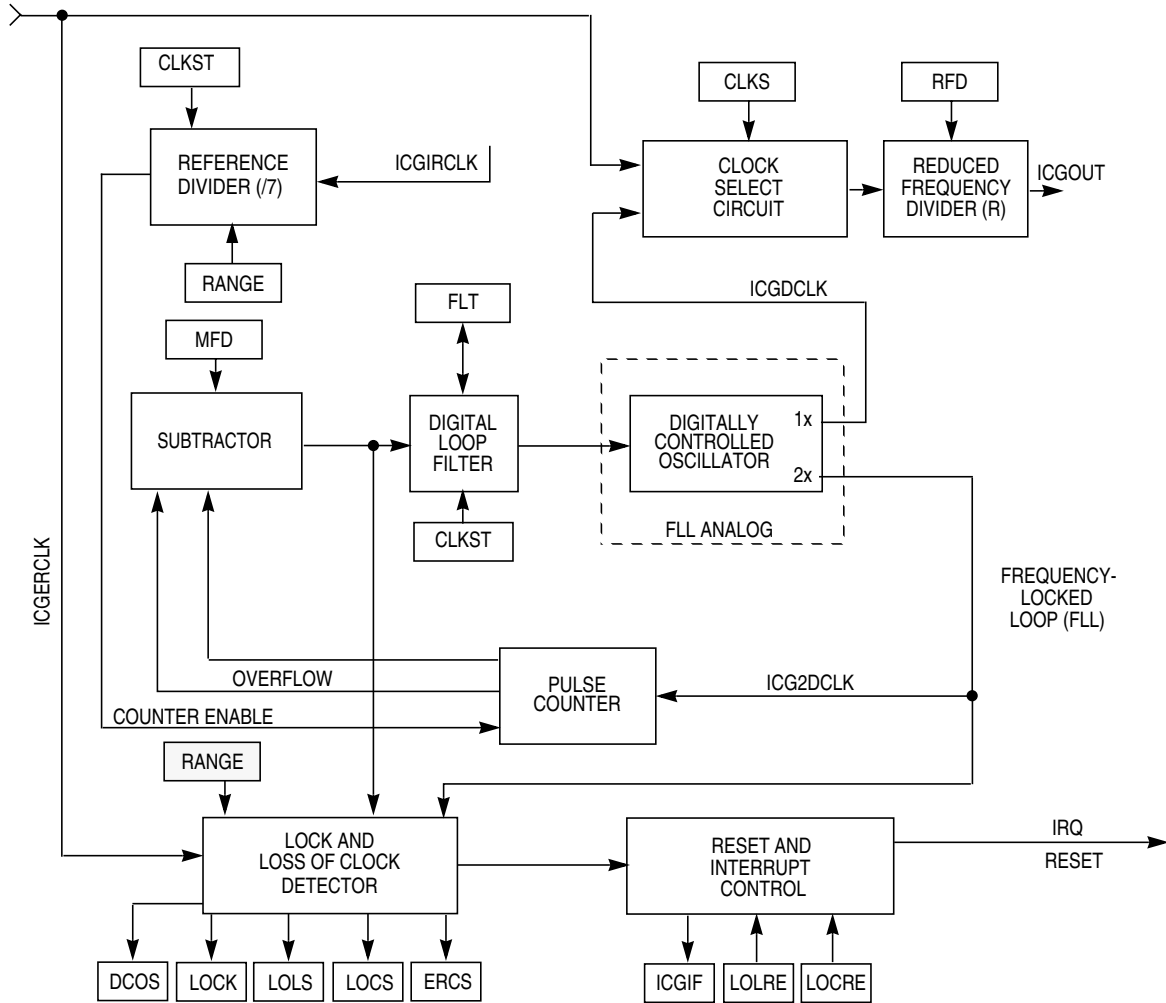 CLKST
CLKS
RFD
REFERENCE
DIVIDER (/7)
ICGIRCLK
CLOCK
SELECT
CIRCUIT
REDUCED
FREQUENCY
DIVIDER (R)
ICGOUT
RANGE
FLT
ICGDCLK
MFD
SUBTRACTOR
DIGITAL
LOOP
FILTER
DIGITALLY
CONTROLLED
OSCILLATOR
1x
2x
CLKST
FLL ANALOG
ICGERCLK
FREQUENCY-
LOCKED
LOOP (FLL)
OVERFLOW
PULSE
COUNTER
ICG2DCLK
COUNTER ENABLE
RANGE
LOCK AND
LOSS OF CLOCK
DETECTOR
RESET AND
INTERRUPT
CONTROL
IRQ
RESET
DCOS
LOCK
LOLS
LOCS
ERCS
ICGIF
LOLRE
LOCRE